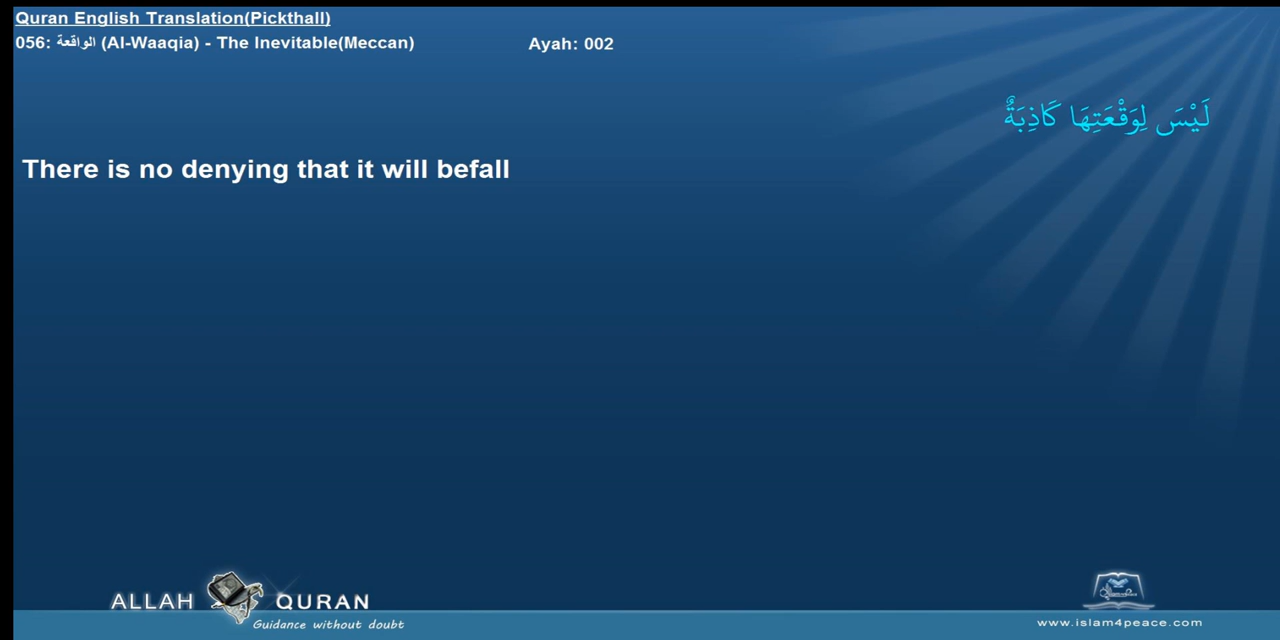 Quran English Translation(Pickthall)
056: الواقعة (Al-Waaqia) - The Inevitable(Meccan) Ayah: 002
لَيْسَ لِوَقْعَتِهَا كَاذِبَةٌ
There is no denying that it will befall
ALLAH QURAN
Guidance without doubt
www.islam4peace.com